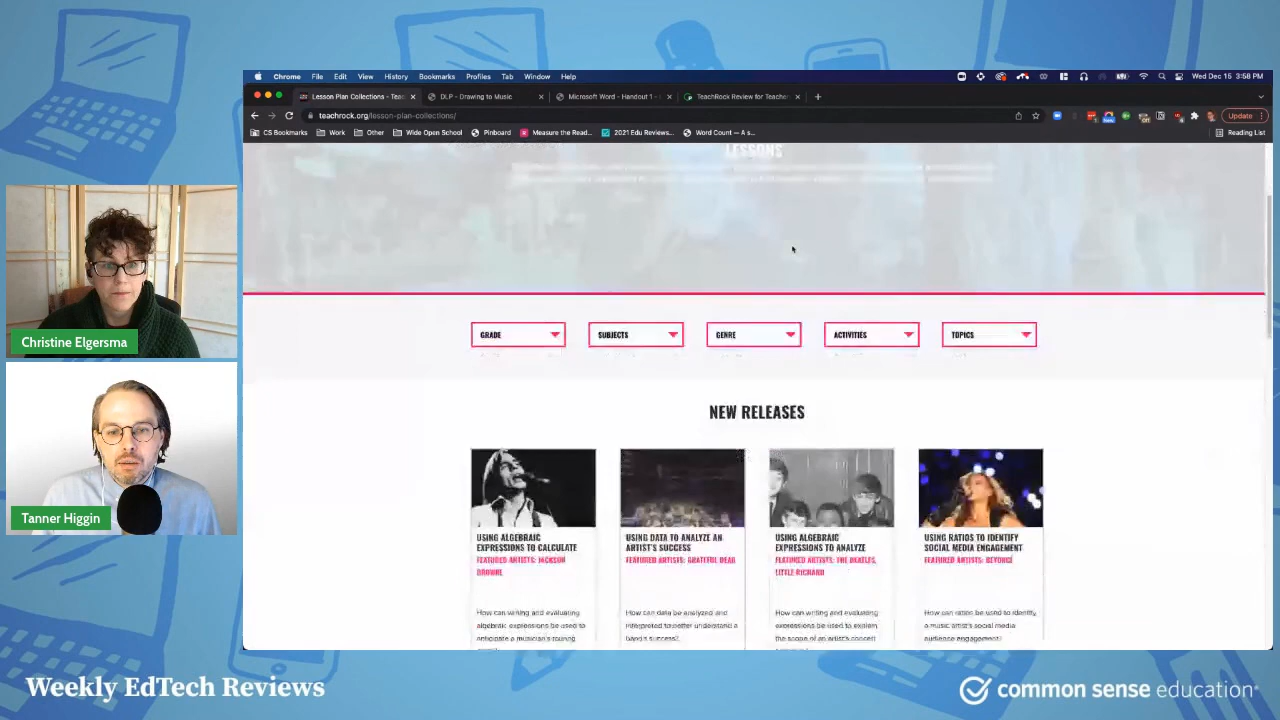 Chrome File Edit View History Bookmarks Profiles Tab Window Help
Wed Dec 15 3:58 PM
Lesson Plan Collections - Teac
DLP - Drawing to Music
Microsoft Word - Handout 1 -
TeachRock Review for Teacher
teachrock.org/lesson-plan-collections/
Update
CS Bookmarks
Work
Other
Wide Open School
Pinboard
Measure the Read...
2021 Edu Reviews...
Word Count — A s...
Reading List
LESSONS
GRADE
SUBJECTS
GENRE
ACTIVITIES
TOPICS
NEW RELEASES
USING ALGEBRAIC
EXPRESSIONS TO CALCULATE
FEATURED ARTISTS: JACKSON
BROWNE
How can writing and evaluating
algebraic expressions be used to
anticipate a musician's touring
USING DATA TO ANALYZE AN
ARTIST'S SUCCESS
FEATURED ARTISTS: GRATEFUL DEAD
How can data be analyzed and
interpreted to better understand a
band's success?
USING ALGEBRAIC
EXPRESSIONS TO ANALYZE
FEATURED ARTISTS: THE BEATLES,
LITTLE RICHARD
How can writing and evaluating
expressions be used to explain
the scope of an artist's concert
USING RATIOS TO IDENTIFY
SOCIAL MEDIA ENGAGEMENT
FEATURED ARTISTS: BEYONCÉ
How can ratios be used to identify
a music artist's social media
audience engagement?
Christine Elgersma
Tanner Higgin
Weekly EdTech Reviews
common sense education®